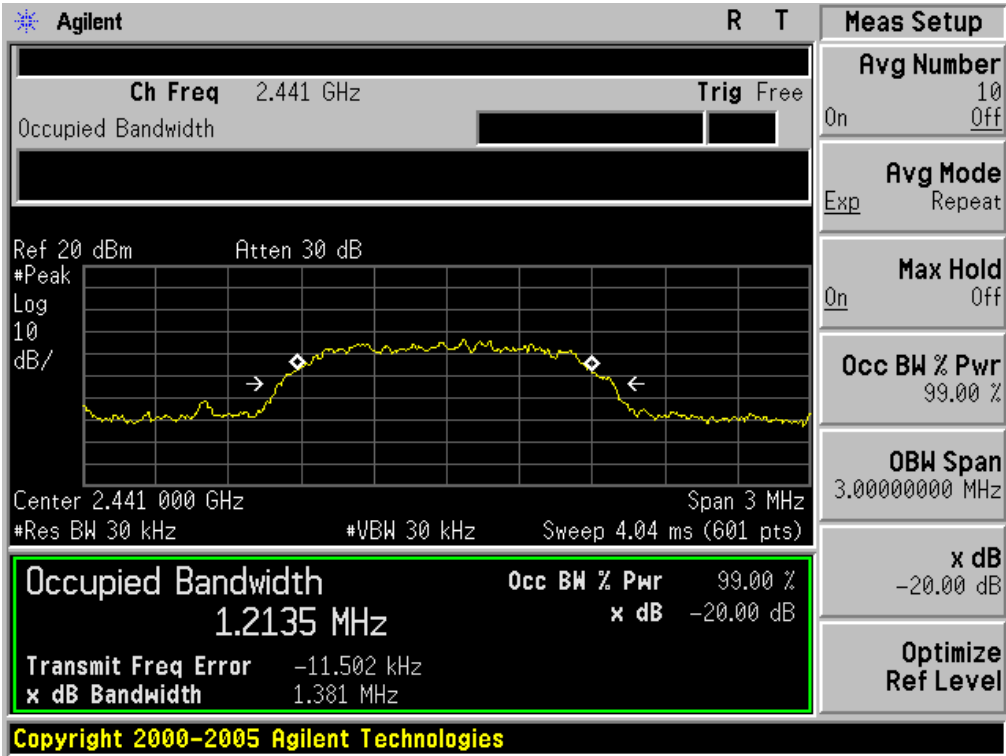 Agilent R T
Ch Freq 2.441 GHz Trig Free
Occupied Bandwidth
Ref 20 dBm Atten 30 dB
#Peak
Log
10
dB/
Center 2.441 000 GHz Span 3 MHz
#Res BW 30 kHz #VBW 30 kHz Sweep 4.04 ms (601 pts)
Occupied Bandwidth
1.2135 MHz
Occ BW % Pwr 99.00 %
x dB -20.00 dB
Transmit Freq Error -11.502 kHz
x dB Bandwidth 1.381 MHz
Copyright 2000-2005 Agilent Technologies
Meas Setup
Avg Number
10
On Off
Avg Mode
Exp Repeat
Max Hold
On Off
Occ BW % Pwr
99.00 %
OBW Span
3.00000000 MHz
x dB
-20.00 dB
Optimize
Ref Level